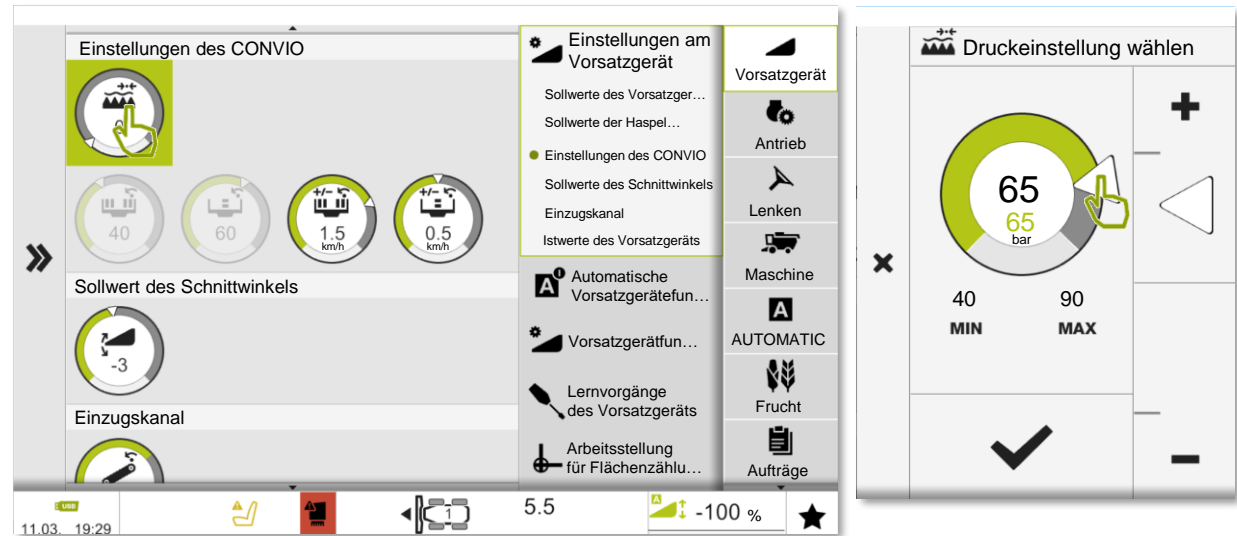 Einstellungen des CONVIO
40
60
+/-
1.5
km/h
+/-
0.5
km/h
Sollwert des Schnittwinkels
-3
Einzugskanal
Einstellungen am
Vorsatzgerät
Sollwerte des Vorsatzger…
Sollwerte der Haspel…
Einstellungen des CONVIO
Sollwerte des Schnittwinkels
Einzugskanal
Istwerte des Vorsatzgeräts
A
Automatische
Vorsatzgerätefun…
Vorsatzgerätfun…
Lernvorgänge
des Vorsatzgeräts
Arbeitsstellung
für Flächenzählu…
Vorsatzgerät
Antrieb
Lenken
Maschine
A
AUTOMATIC
Frucht
Aufträge
USB
11.03. 19:29
1
5.5
A
-100 %
Druckeinstellung wählen
65
65
bar
40
MIN
90
MAX